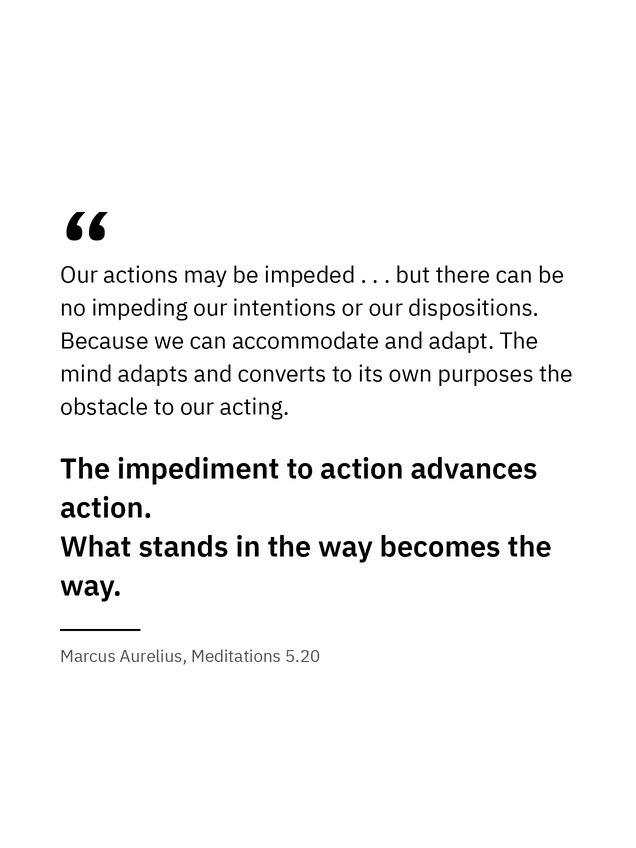 “
Our actions may be impeded . . . but there can be
no impeding our intentions or our dispositions.
Because we can accommodate and adapt. The
mind adapts and converts to its own purposes the
obstacle to our acting.
The impediment to action advances
action.
What stands in the way becomes the
way.
Marcus Aurelius, Meditations 5.20